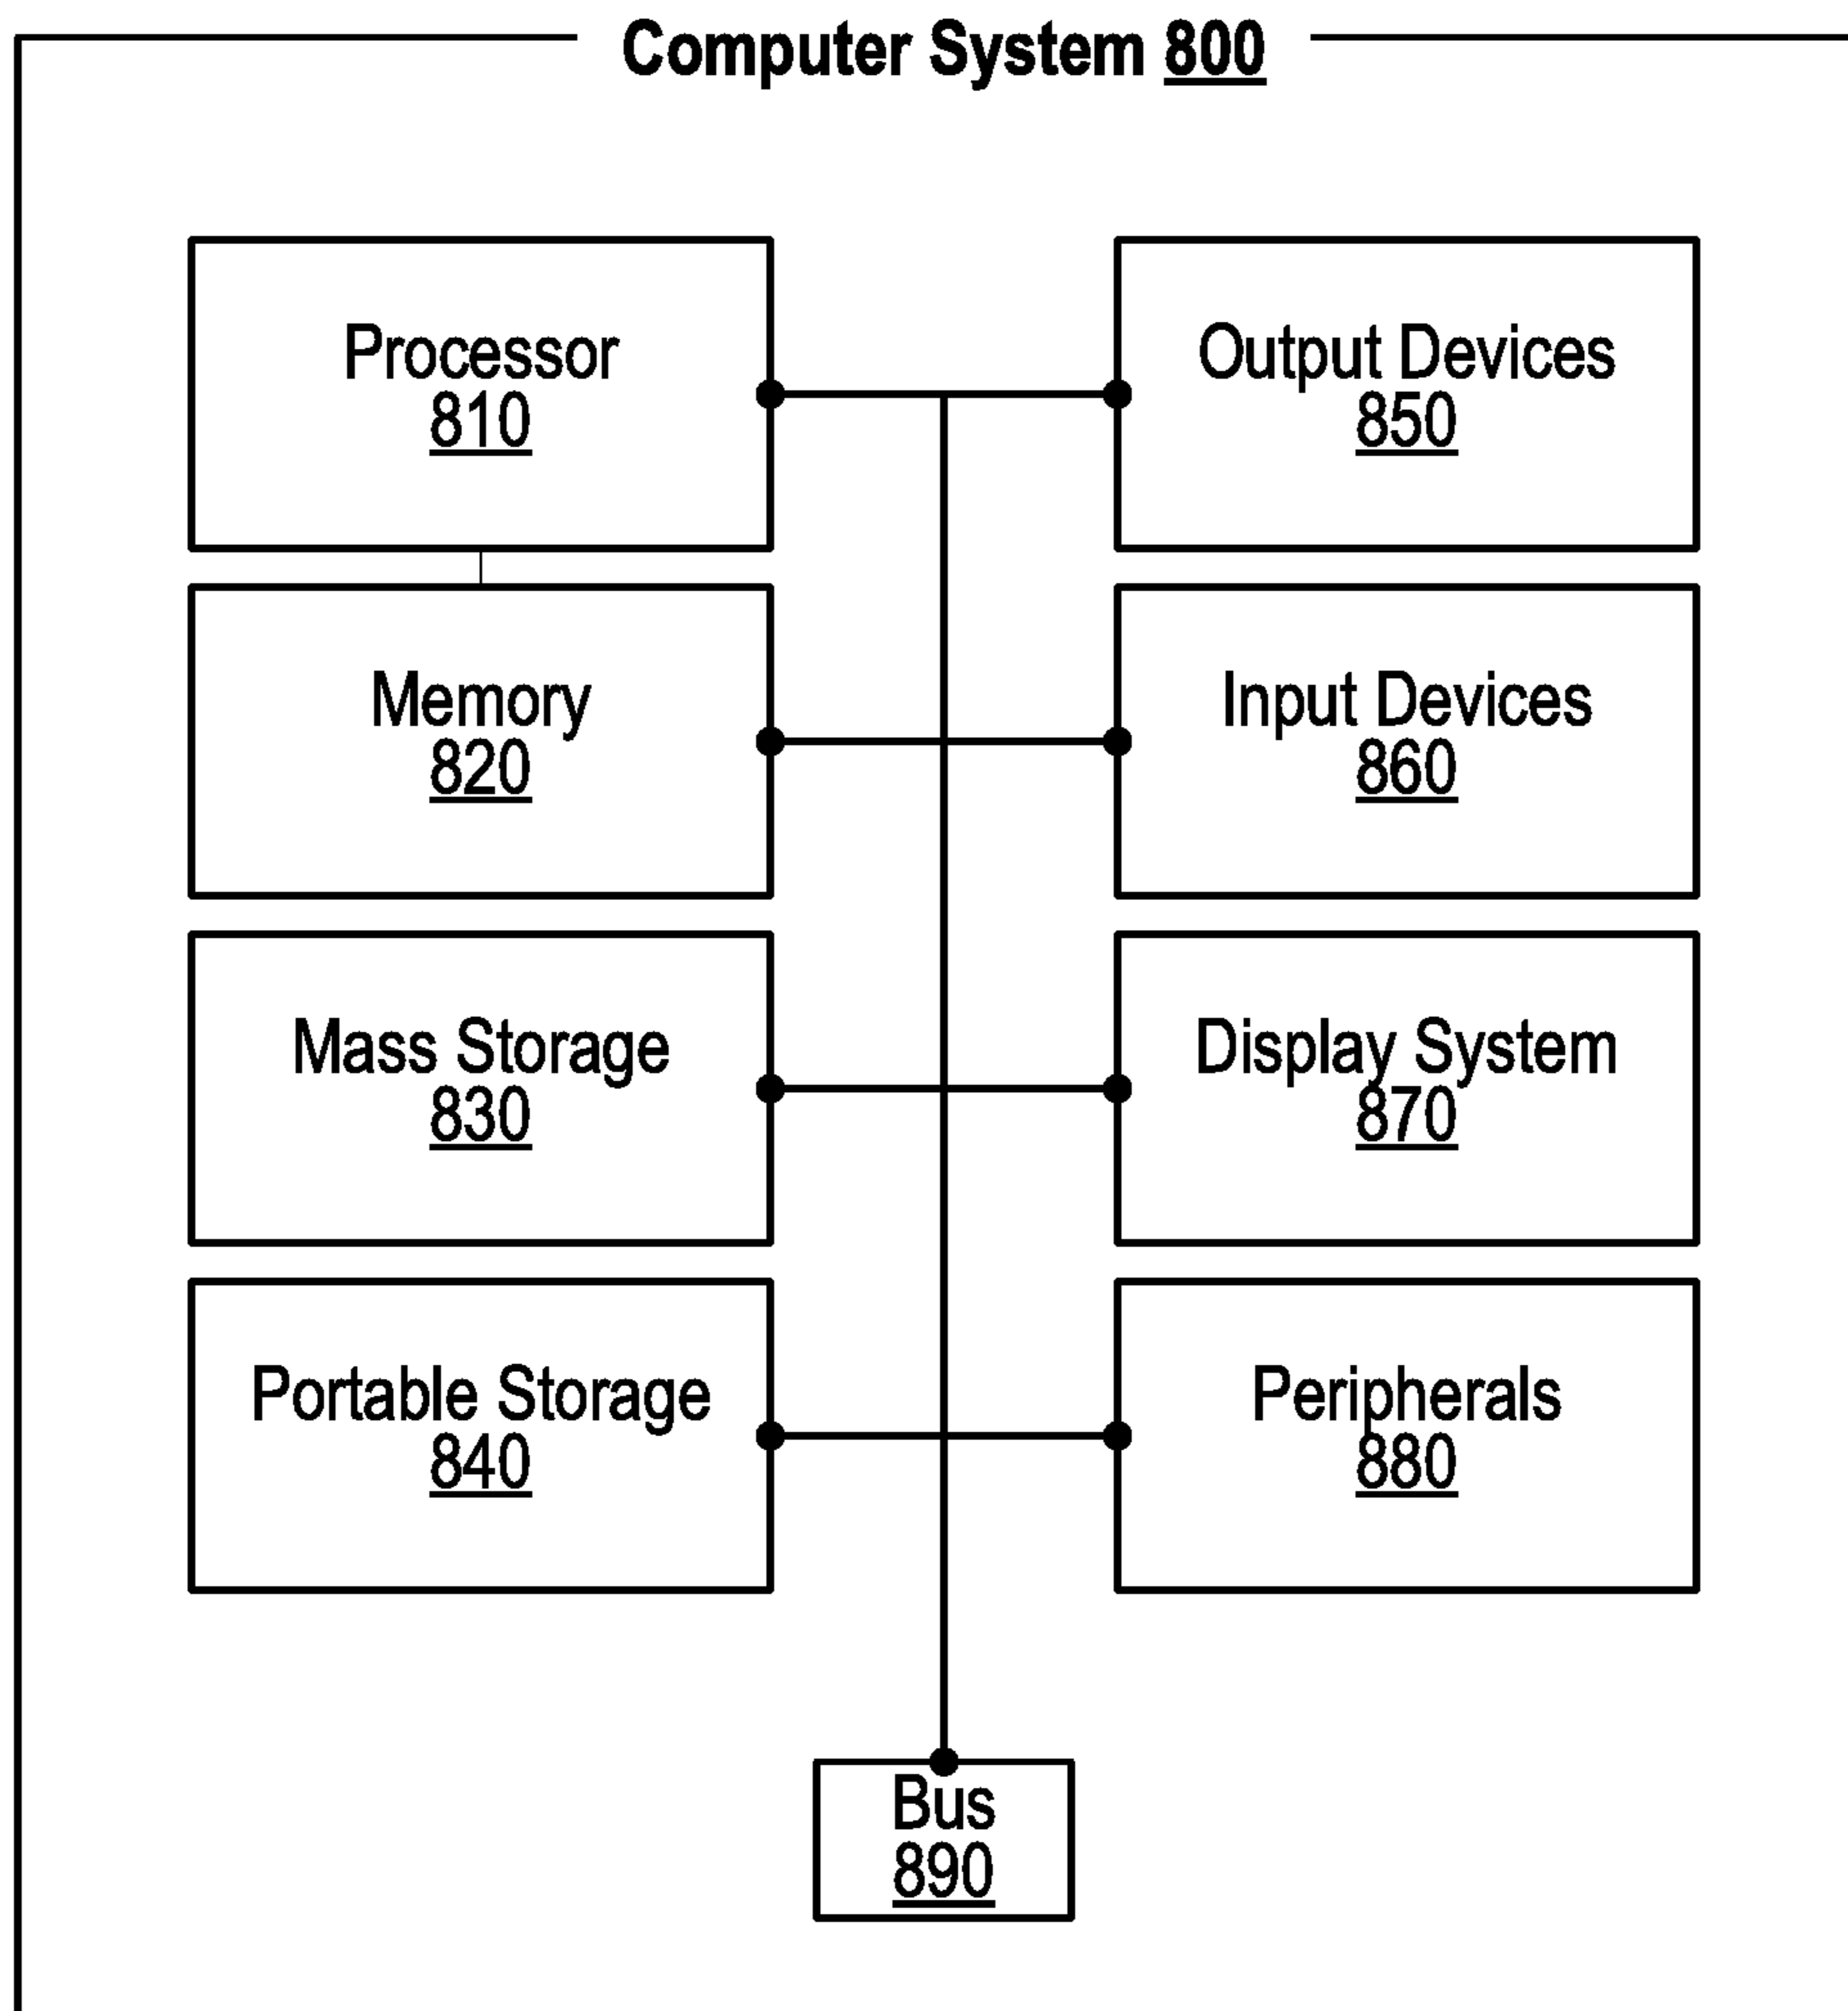 Computer System 800
Processor
810
Output Devices
850
Memory
820
Input Devices
860
Mass Storage
830
Display System
870
Portable Storage
840
Peripherals
880
Bus
890